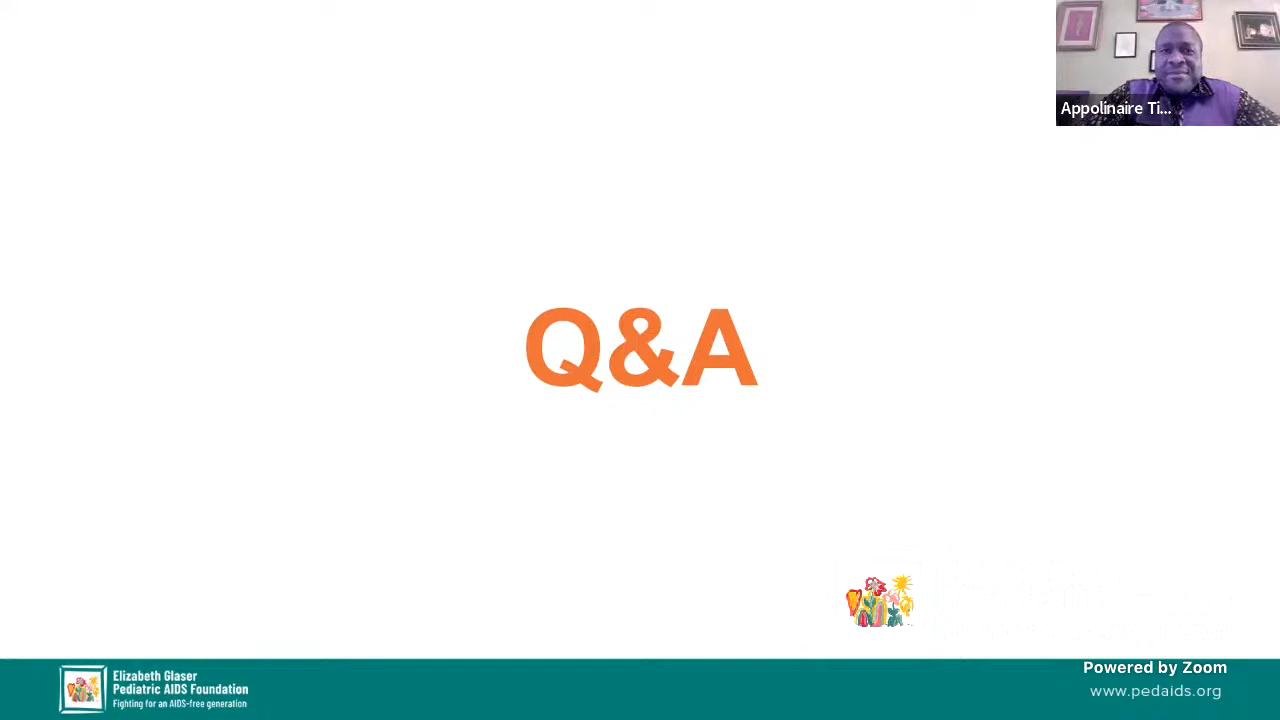 Appolinaire Ti...
Q&A
Elizabeth Glaser
Pediatric AIDS Foundation
Fighting for an AIDS-free generation
Powered by Zoom
www.pedaids.org